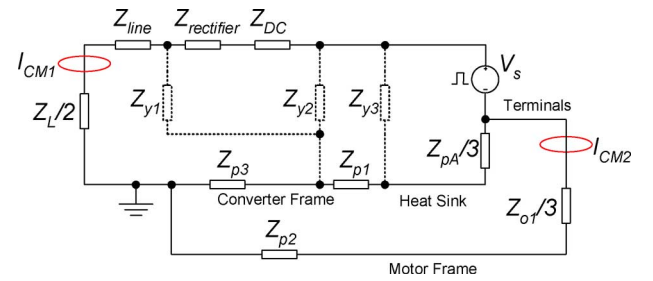 Z_line Z_rectifier Z_DC
I_CM1
V_s
Z_L/2
Z_y1 Z_y2 Z_y3
Terminals
Z_pA/3
I_CM2
Z_p3 Z_p1
Converter Frame Heat Sink
Z_o1/3
Z_p2
Motor Frame